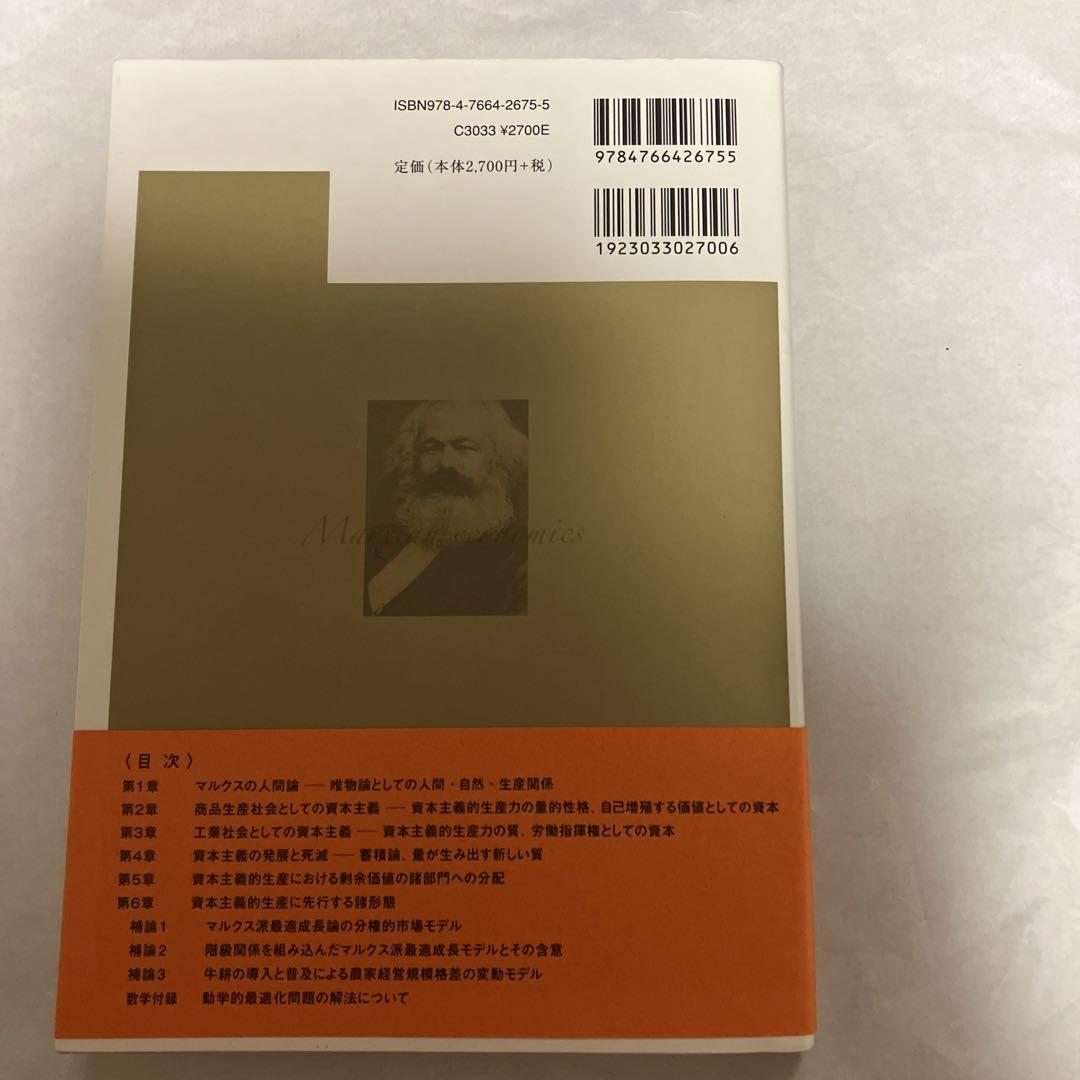 ISBN978-4-7664-2675-5
C3033 ¥2700E
定価(本体2,700円+税)
9784766426755
1923033027006
Marxian economics
〈目 次〉
第1章 マルクスの人間論 ── 唯物論としての人間・自然・生産関係
第2章 商品生産社会としての資本主義 ── 資本主義的生産力の量的性格、自己増殖する価値としての資本
第3章 工業社会としての資本主義 ── 資本主義的生産力の質、労働指揮権としての資本
第4章 資本主義の発展と死滅 ── 蓄積論、量が生み出す新しい質
第5章 資本主義的生産における剰余価値の諸部門への分配
第6章 資本主義的生産に先行する諸形態
補論1 マルクス派最適成長論の分権的市場モデル
補論2 階級関係を組み込んだマルクス派最適成長モデルとその含意
補論3 牛耕の導入と普及による農家経営規模格差の変動モデル
数学付録 動学的最適化問題の解法について